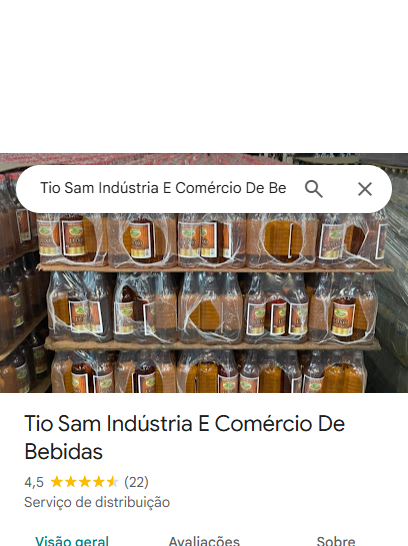 Tio Sam Indústria E Comércio De Be
Tio Sam Indústria E Comércio De
Bebidas
4,5 (22)
Serviço de distribuição
Visão geral Avaliações Sobre